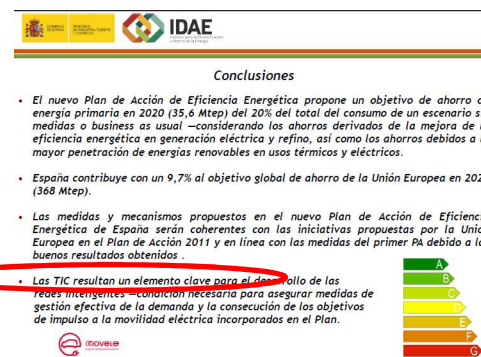 GOBIERNO
DE ESPAÑA
MINISTERIO
DE INDUSTRIA, TURISMO
Y COMERCIO
IDAE
Conclusiones
• El nuevo Plan de Acción de Eficiencia Energética propone un objetivo de ahorro d
energía primaria en 2020 (35,6 Mtep) del 20% del total del consumo de un escenario s
medidas o business as usual —considerando los ahorros derivados de la mejora de
eficiencia energética en generación eléctrica y refino, así como los ahorros debidos a
mayor penetración de energías renovables en usos térmicos y eléctricos.
• España contribuye con un 9,7% al objetivo global de ahorro de la Unión Europea en 202
(368 Mtep).
• Las medidas y mecanismos propuestos en el nuevo Plan de Acción de Eficienc
Energética de España serán coherentes con las iniciativas propuestas por la Unió
Europea en el Plan de Acción 2011 y en línea con las medidas del primer PA debido a lo
buenos resultados obtenidos .
• Las TIC resultan un elemento clave para el desarrollo de las
redes inteligentes —condición necesaria para asegurar medidas de
gestión efectiva de la demanda y la consecución de los objetivos
de impulso a la movilidad eléctrica incorporados en el Plan.
movele
A
B
C
D
E
F
G